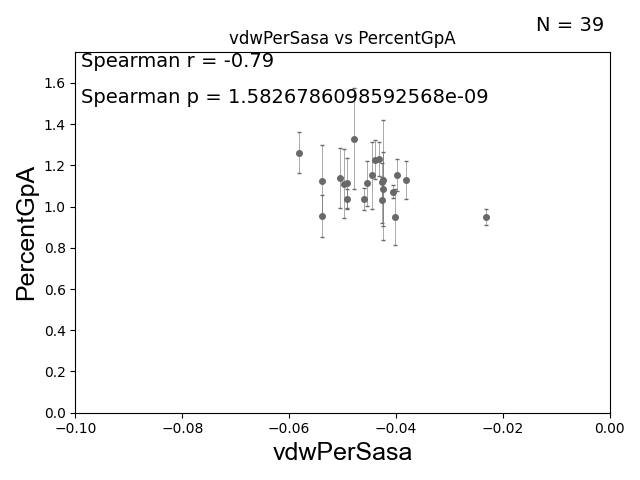 N = 39
vdwPerSasa vs PercentGpA
Spearman r = -0.79
Spearman p = 1.5826786098592568e-09
PercentGpA
1.6
1.4
1.2
1.0
0.8
0.6
0.4
0.2
0.0
−0.10 −0.08 −0.06 −0.04 −0.02 0.00
vdwPerSasa